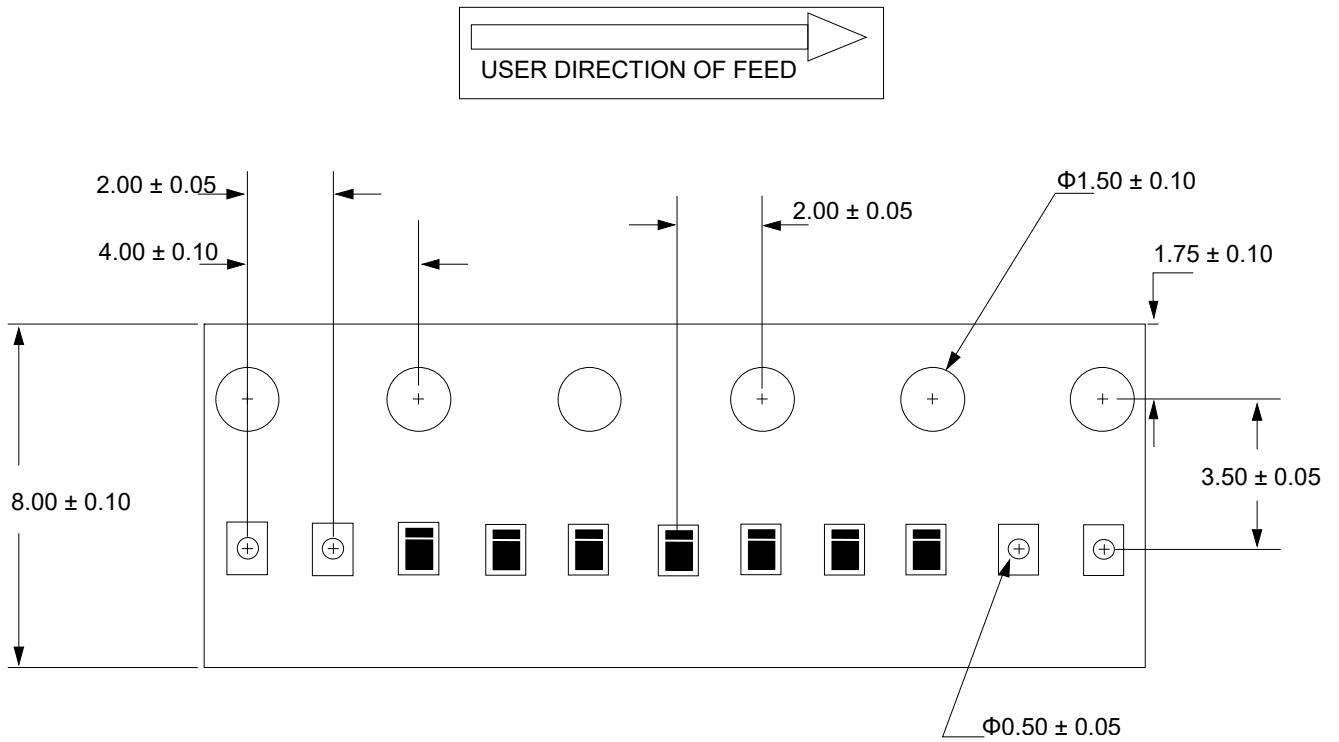 USER DIRECTION OF FEED
2.00 ± 0.05
Φ1.50 ± 0.10
2.00 ± 0.05
4.00 ± 0.10
1.75 ± 0.10
8.00 ± 0.10
3.50 ± 0.05
Φ0.50 ± 0.05